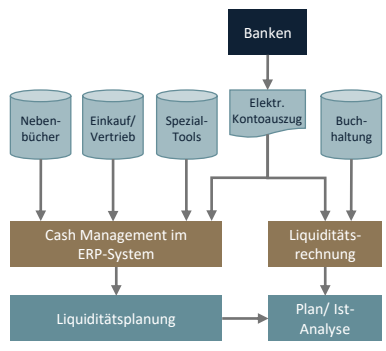 Banken
Neben-
bücher
Einkauf/
Vertrieb
Spezial-
Tools
Elektr.
Kontoauszug
Buch-
haltung
Cash Management im
ERP-System
Liquiditäts-
rechnung
Liquiditätsplanung
Plan/ Ist-
Analyse